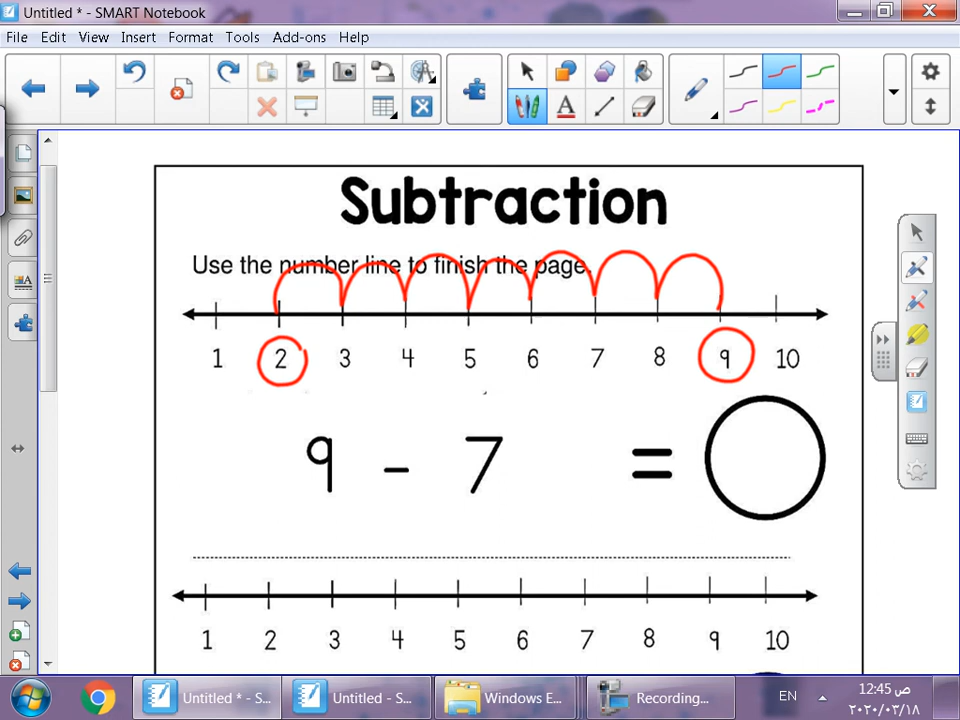 Untitled * - SMART Notebook
File Edit View Insert Format Tools Add-ons Help
Subtraction
Use the number line to finish the page.
1 2 3 4 5 6 7 8 9 10
9 - 7 =
1 2 3 4 5 6 7 8 9 10
Untitled * - S... Untitled - S... Windows E... Recording... EN 12:45 ص
٢٠٢٠/٠٣/١٨